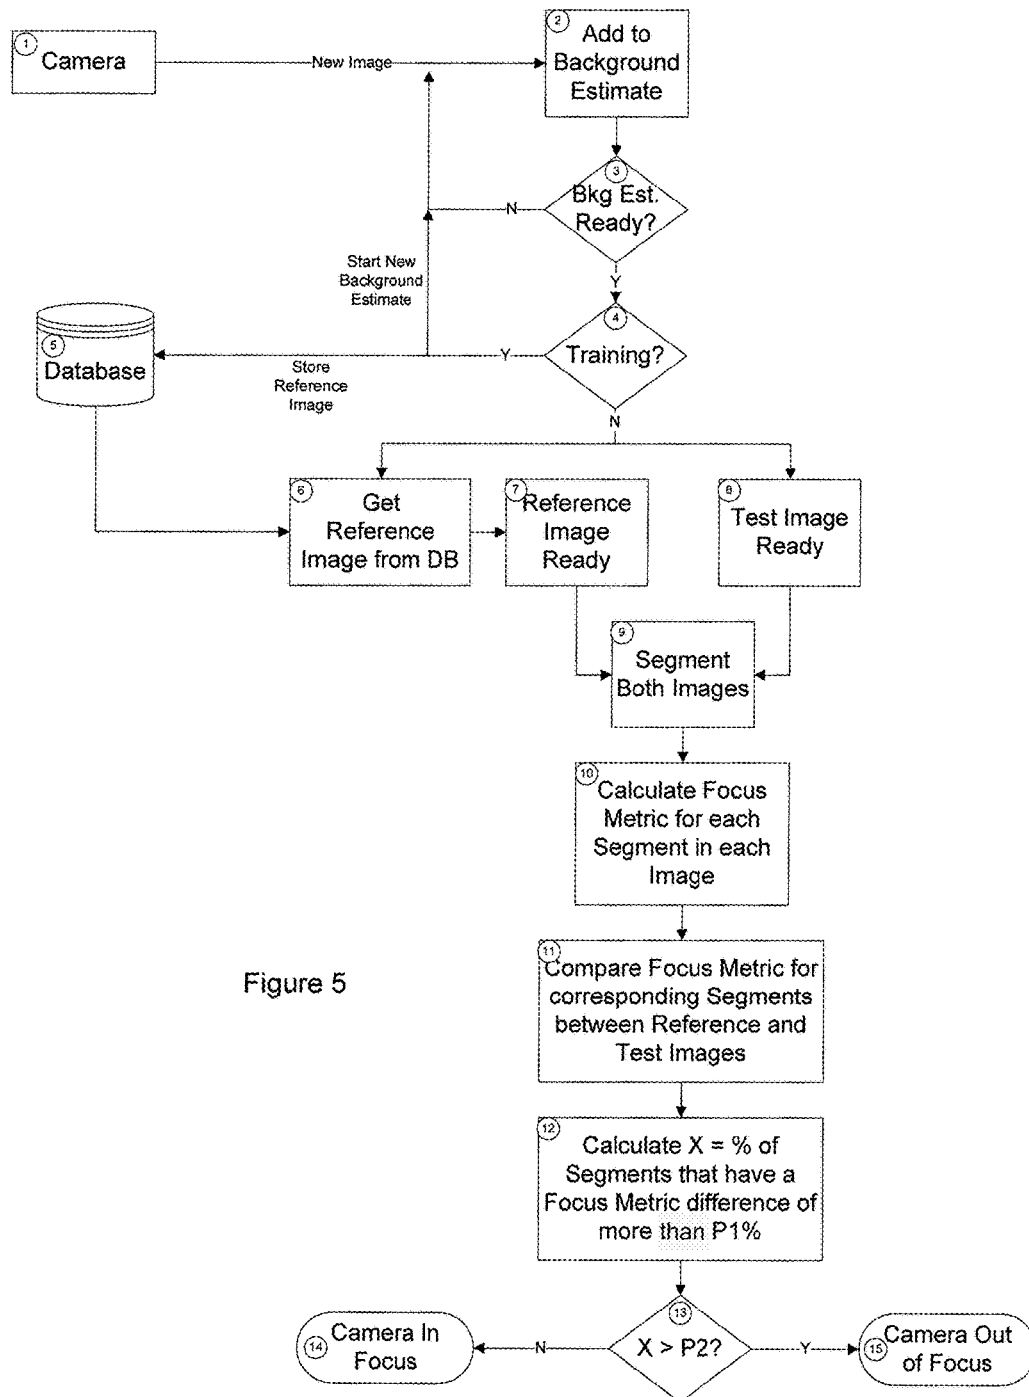 1
Camera
New Image
2
Add to
Background
Estimate
3
Bkg Est.
Ready?
N
Y
Start New
Background
Estimate
4
Training?
Y
N
5
Database
Store
Reference
Image
6
Get
Reference
Image from DB
7
Reference
Image
Ready
8
Test Image
Ready
9
Segment
Both Images
10
Calculate Focus
Metric for each
Segment in each
Image
11
Compare Focus Metric for
corresponding Segments
between Reference and
Test Images
Figure 5
12
Calculate X = % of
Segments that have a
Focus Metric difference of
more than P1%
13
X > P2?
N
Y
14
Camera In
Focus
15
Camera Out
of Focus